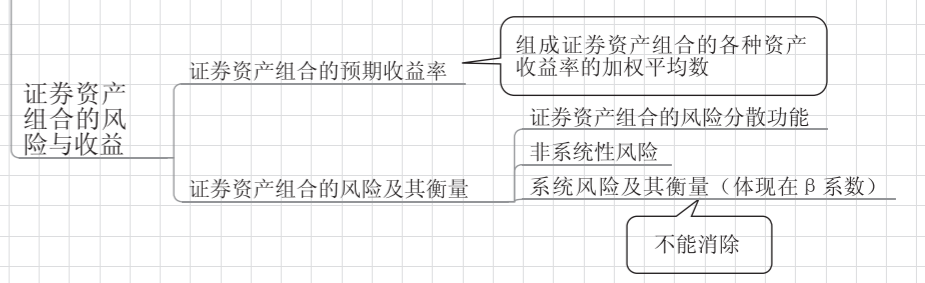 证券资产
组合的风
险与收益
证券资产组合的预期收益率
组成证券资产组合的各种资产
收益率的加权平均数
证券资产组合的风险及其衡量
证券资产组合的风险分散功能
非系统性风险
系统风险及其衡量（体现在β系数）
不能消除